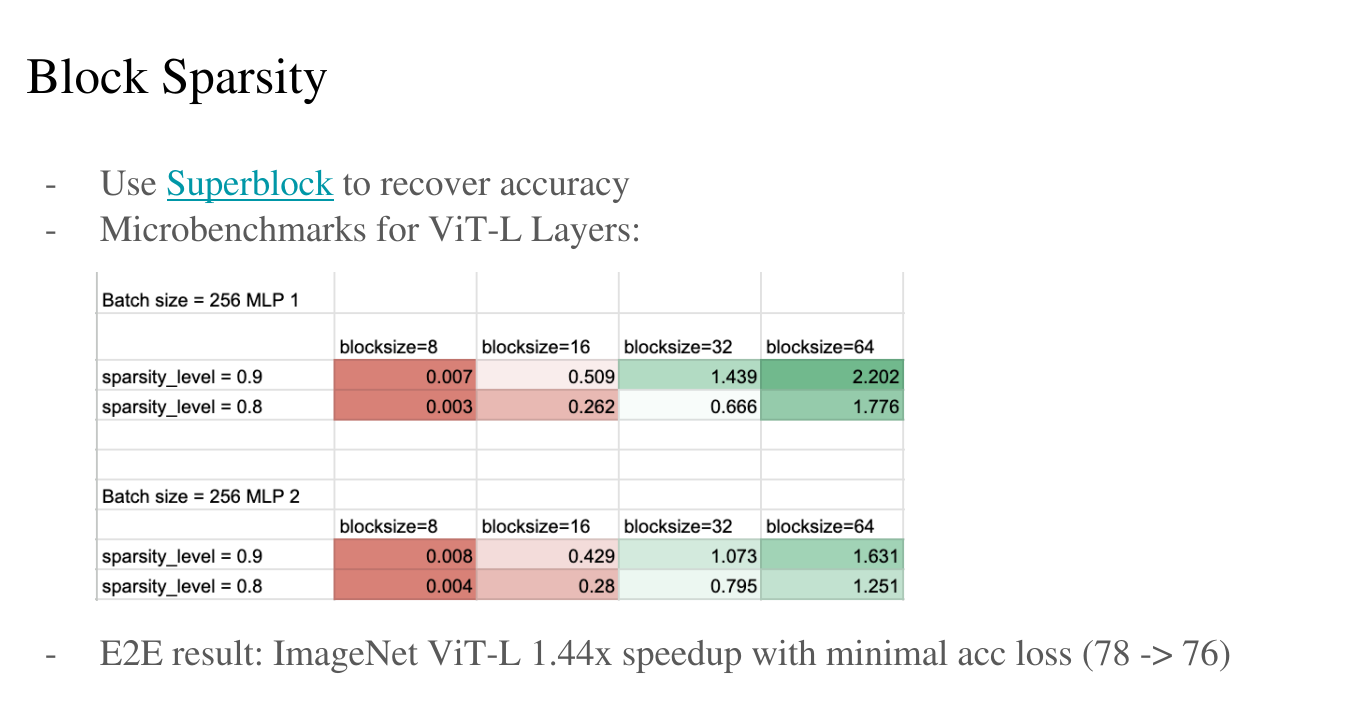 Block Sparsity
- Use Superblock to recover accuracy
- Microbenchmarks for ViT-L Layers:
Batch size = 256 MLP 1
blocksize=8 blocksize=16 blocksize=32 blocksize=64
sparsity_level = 0.9 0.007 0.509 1.439 2.202
sparsity_level = 0.8 0.003 0.262 0.666 1.776
Batch size = 256 MLP 2
blocksize=8 blocksize=16 blocksize=32 blocksize=64
sparsity_level = 0.9 0.008 0.429 1.073 1.631
sparsity_level = 0.8 0.004 0.28 0.795 1.251
- E2E result: ImageNet ViT-L 1.44x speedup with minimal acc loss (78 -> 76)